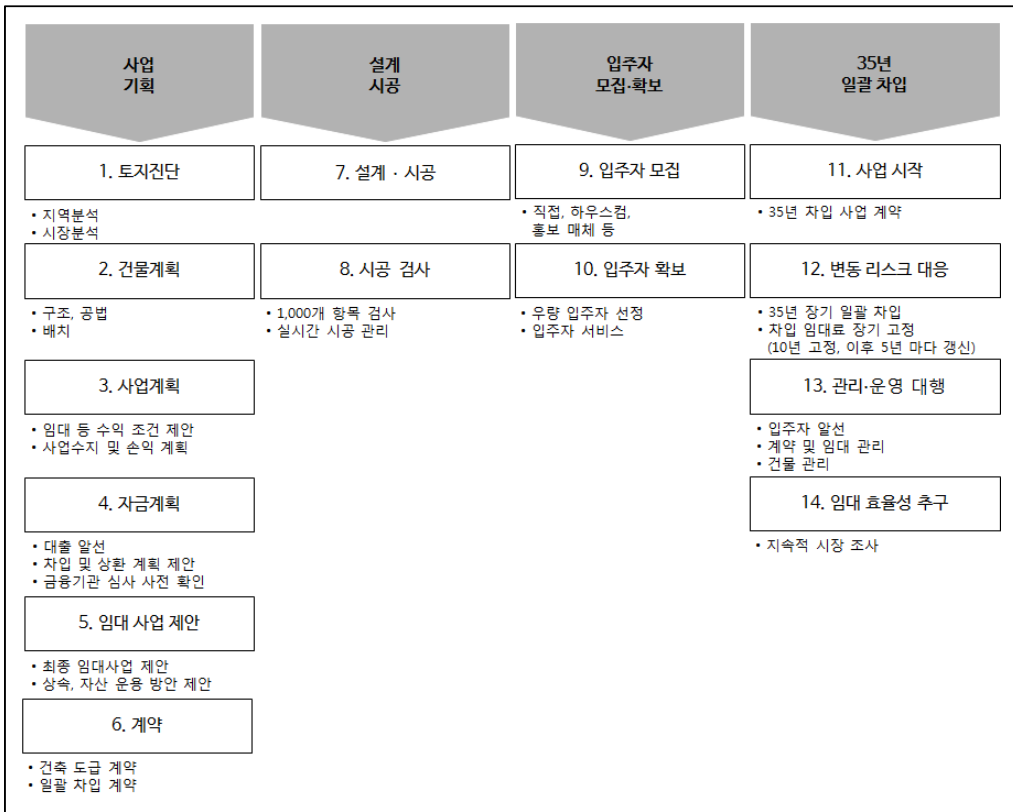 사업
기획
1. 토지진단
• 지역분석
• 시장분석
2. 건물계획
• 구조, 공법
• 배치
3. 사업계획
• 임대 등 수익 조건 제안
• 사업수지 및 손익 계획
4. 자금계획
• 대출 알선
• 차입 및 상환 계획 제안
• 금융기관 심사 사전 확인
5. 임대 사업 제안
• 최종 임대사업 제안
• 상속, 자산 운용 방안 제안
6. 계약
• 건축 도급 계약
• 일괄 차입 계약
설계
시공
7. 설계 · 시공
8. 시공 검사
• 1,000개 항목 검사
• 실시간 시공 관리
입주자
모집·확보
9. 입주자 모집
• 직접, 하우스컴,
홍보 매체 등
10. 입주자 확보
• 우량 입주자 선정
• 입주자 서비스
35년
일괄 차입
11. 사업 시작
• 35년 차입 사업 계약
12. 변동 리스크 대응
• 35년 장기 일괄 차입
• 차입 임대료 장기 고정
(10년 고정, 이후 5년 마다 갱신)
13. 관리·운영 대행
• 입주자 알선
• 계약 및 임대 관리
• 건물 관리
14. 임대 효율성 추구
• 지속적 시장 조사